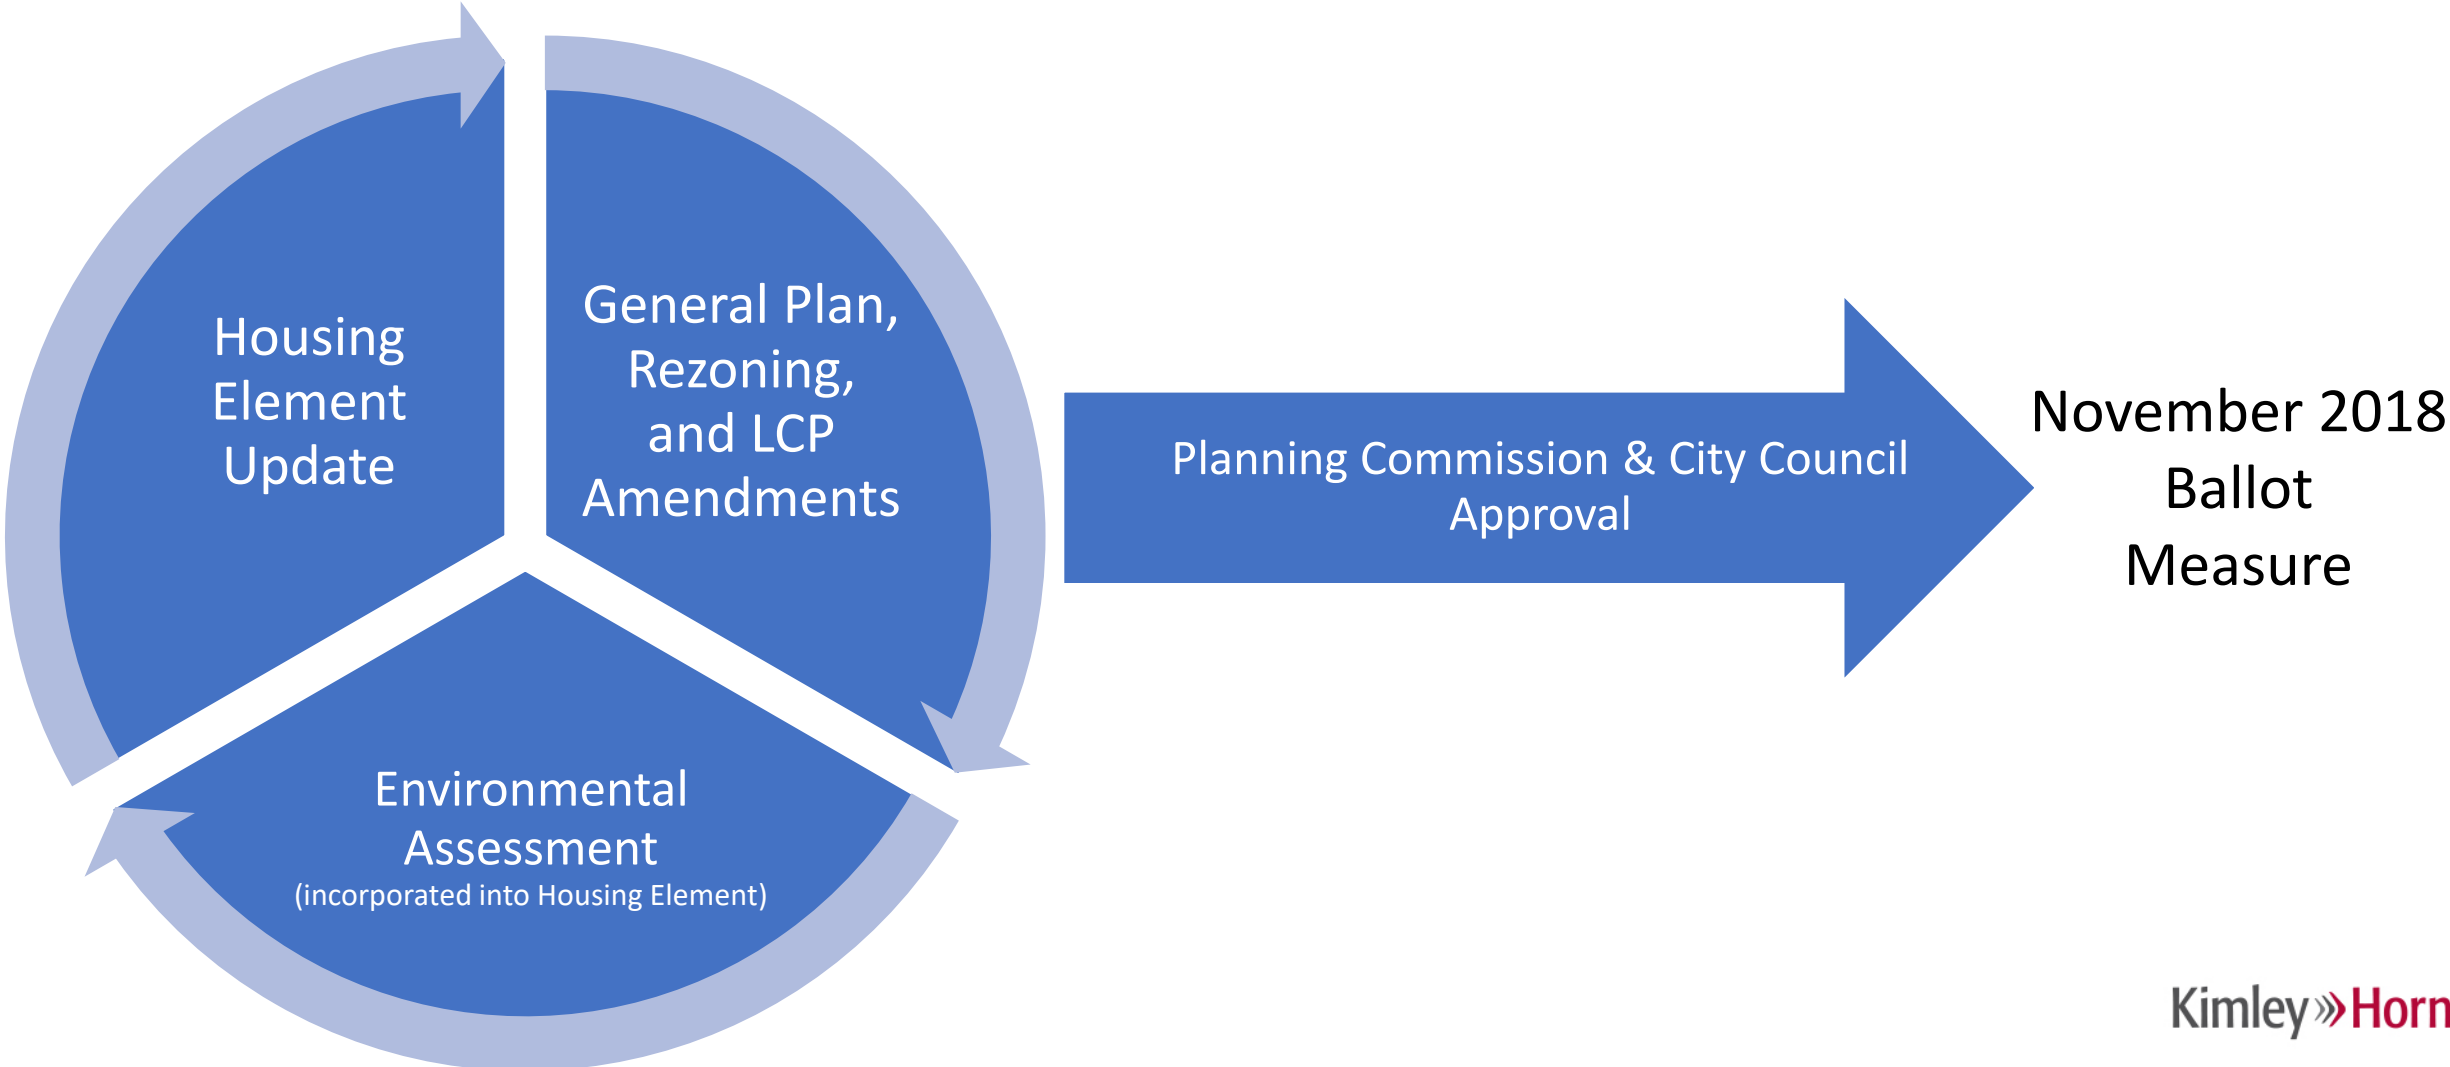 Housing
Element
Update
General Plan,
Rezoning,
and LCP
Amendments
Environmental
Assessment
(incorporated into Housing Element)
Planning Commission & City Council
Approval
November 2018
Ballot
Measure
Kimley»Horn